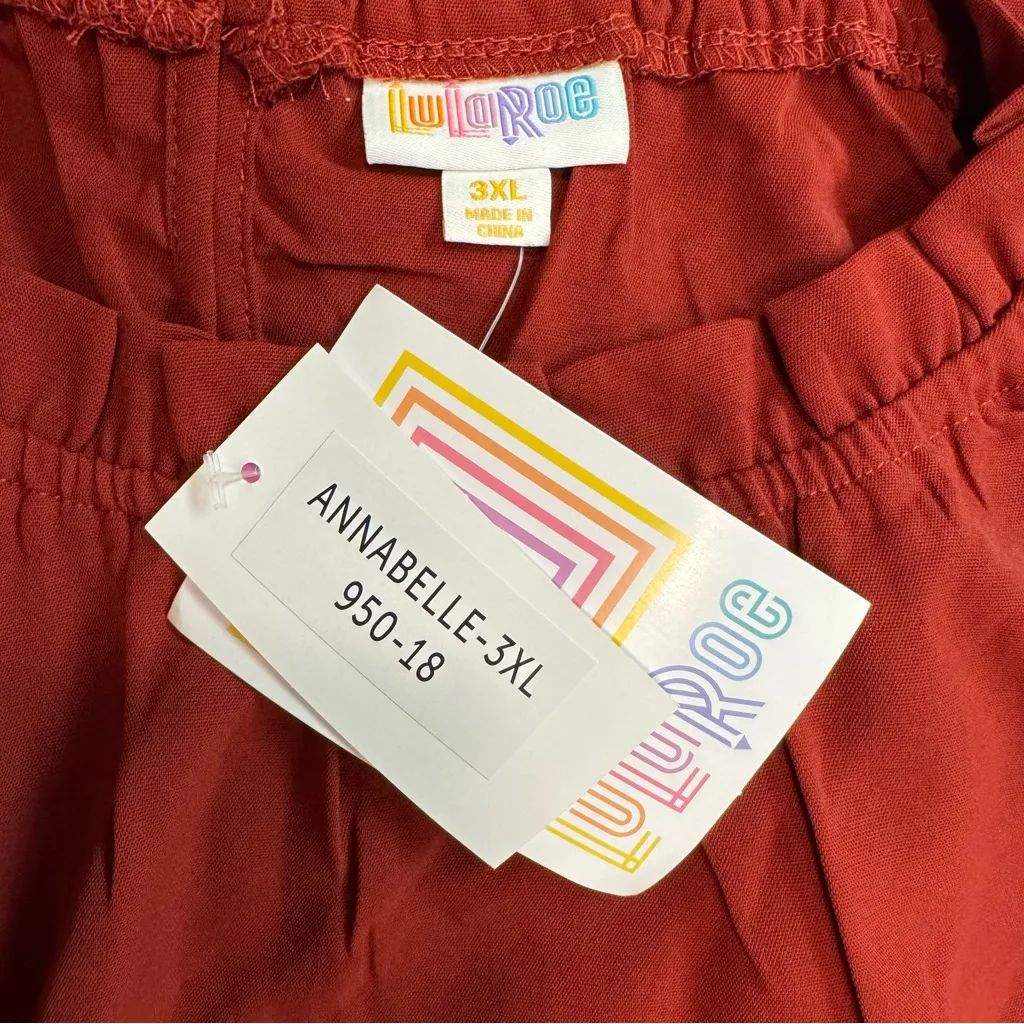 LuLaRoe
3XL
MADE IN
CHINA
ANNABELLE-3XL
950-18
LuLaRoe